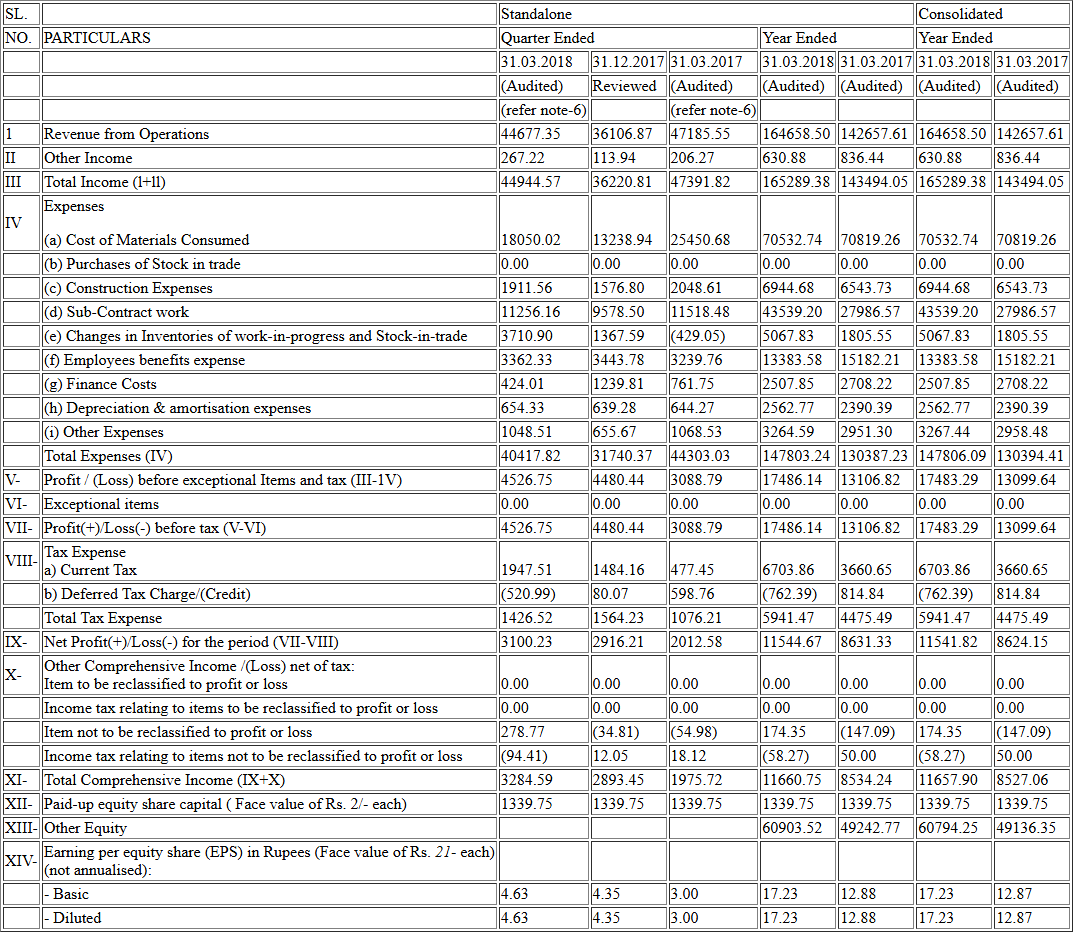 SL. Standalone Consolidated
NO. PARTICULARS Quarter Ended Year Ended Year Ended
31.03.2018 31.12.2017 31.03.2017 31.03.2018 31.03.2017 31.03.2018 31.03.2017
(Audited) Reviewed (Audited) (Audited) (Audited) (Audited) (Audited)
(refer note-6) (refer note-6)
1 Revenue from Operations 44677.35 36106.87 47185.55 164658.50 142657.61 164658.50 142657.61
II Other Income 267.22 113.94 206.27 630.88 836.44 630.88 836.44
III Total Income (l+ll) 44944.57 36220.81 47391.82 165289.38 143494.05 165289.38 143494.05
Expenses
IV
(a) Cost of Materials Consumed 18050.02 13238.94 25450.68 70532.74 70819.26 70532.74 70819.26
(b) Purchases of Stock in trade 0.00 0.00 0.00 0.00 0.00 0.00 0.00
(c) Construction Expenses 1911.56 1576.80 2048.61 6944.68 6543.73 6944.68 6543.73
(d) Sub-Contract work 11256.16 9578.50 11518.48 43539.20 27986.57 43539.20 27986.57
(e) Changes in Inventories of work-in-progress and Stock-in-trade 3710.90 1367.59 (429.05) 5067.83 1805.55 5067.83 1805.55
(f) Employees benefits expense 3362.33 3443.78 3239.76 13383.58 15182.21 13383.58 15182.21
(g) Finance Costs 424.01 1239.81 761.75 2507.85 2708.22 2507.85 2708.22
(h) Depreciation & amortisation expenses 654.33 639.28 644.27 2562.77 2390.39 2562.77 2390.39
(i) Other Expenses 1048.51 655.67 1068.53 3264.59 2951.30 3267.44 2958.48
Total Expenses (IV) 40417.82 31740.37 44303.03 147803.24 130387.23 147806.09 130394.41
V- Profit / (Loss) before exceptional Items and tax (III-1V) 4526.75 4480.44 3088.79 17486.14 13106.82 17483.29 13099.64
VI- Exceptional items 0.00 0.00 0.00 0.00 0.00 0.00 0.00
VII- Profit(+)/Loss(-) before tax (V-VI) 4526.75 4480.44 3088.79 17486.14 13106.82 17483.29 13099.64
VIII- Tax Expense
a) Current Tax 1947.51 1484.16 477.45 6703.86 3660.65 6703.86 3660.65
b) Deferred Tax Charge/(Credit) (520.99) 80.07 598.76 (762.39) 814.84 (762.39) 814.84
Total Tax Expense 1426.52 1564.23 1076.21 5941.47 4475.49 5941.47 4475.49
IX- Net Profit(+)/Loss(-) for the period (VII-VIII) 3100.23 2916.21 2012.58 11544.67 8631.33 11541.82 8624.15
X- Other Comprehensive Income /(Loss) net of tax:
Item to be reclassified to profit or loss 0.00 0.00 0.00 0.00 0.00 0.00 0.00
Income tax relating to items to be reclassified to profit or loss 0.00 0.00 0.00 0.00 0.00 0.00 0.00
Item not to be reclassified to profit or loss 278.77 (34.81) (54.98) 174.35 (147.09) 174.35 (147.09)
Income tax relating to items not to be reclassified to profit or loss (94.41) 12.05 18.12 (58.27) 50.00 (58.27) 50.00
XI- Total Comprehensive Income (IX+X) 3284.59 2893.45 1975.72 11660.75 8534.24 11657.90 8527.06
XII- Paid-up equity share capital ( Face value of Rs. 2/- each) 1339.75 1339.75 1339.75 1339.75 1339.75 1339.75 1339.75
XIII- Other Equity 60903.52 49242.77 60794.25 49136.35
XIV- Earning per equity share (EPS) in Rupees (Face value of Rs. 21- each)
(not annualised):
- Basic 4.63 4.35 3.00 17.23 12.88 17.23 12.87
- Diluted 4.63 4.35 3.00 17.23 12.88 17.23 12.87